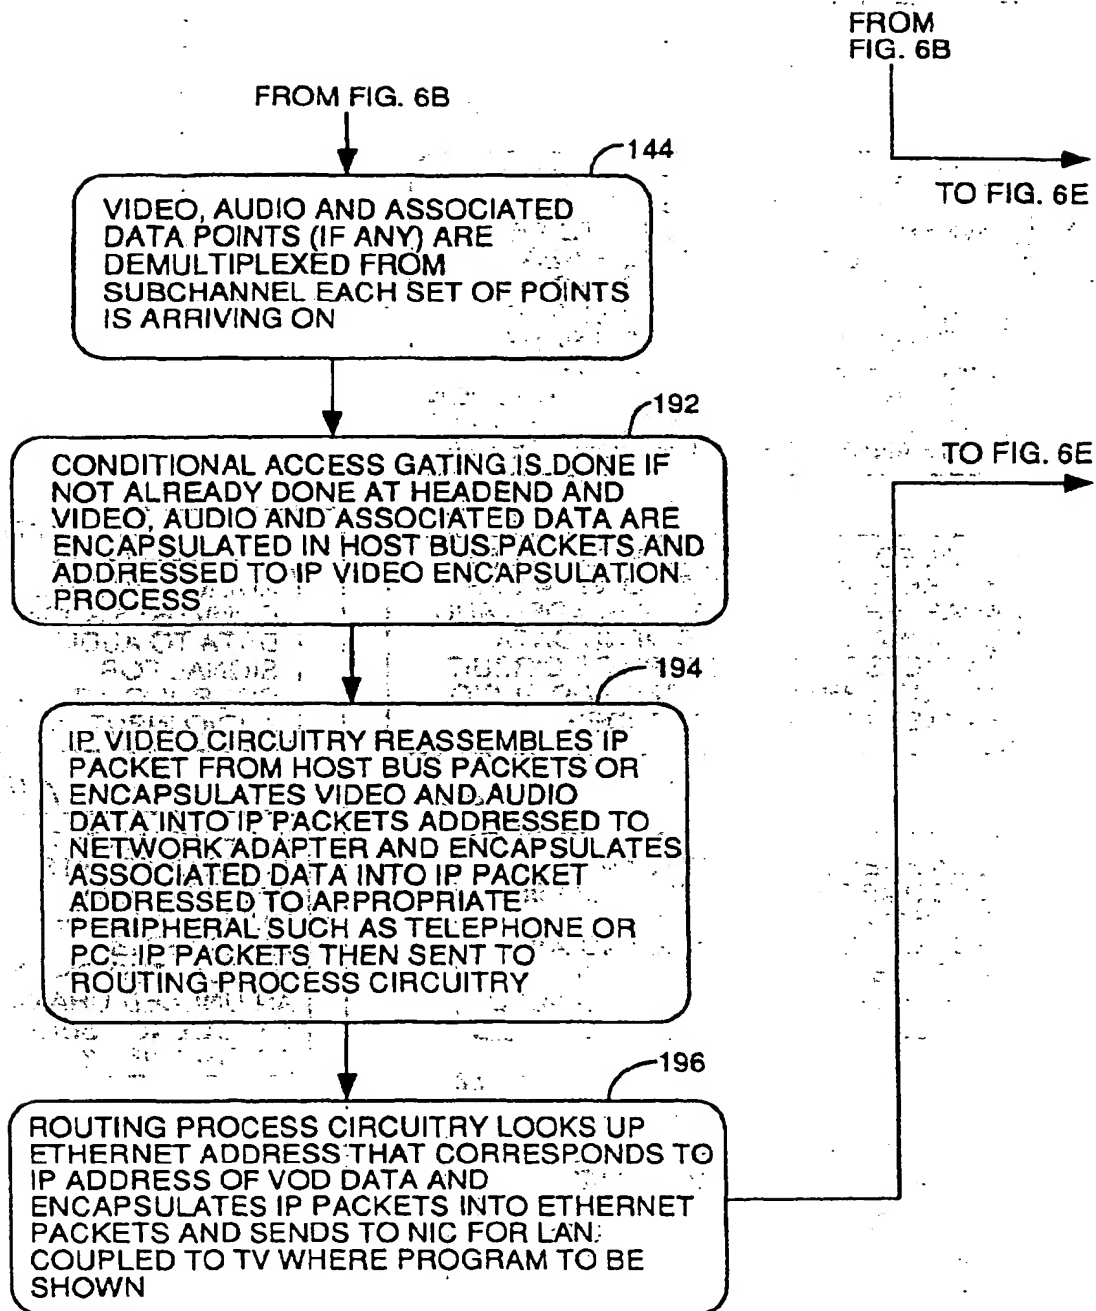 FROM
FIG. 6B
FROM FIG. 6B
TO FIG. 6E
144
VIDEO, AUDIO AND ASSOCIATED
DATA POINTS (IF ANY) ARE
DEMULTIPLEXED FROM
SUBCHANNEL EACH SET OF POINTS
IS ARRIVING ON
192
TO FIG. 6E
CONDITIONAL ACCESS GATING IS DONE IF
NOT ALREADY DONE AT HEADEND AND
VIDEO, AUDIO AND ASSOCIATED DATA ARE
ENCAPSULATED IN HOST BUS PACKETS AND
ADDRESSED TO IP VIDEO ENCAPSULATION
PROCESS
194
IP VIDEO CIRCUITRY REASSEMBLES IP
PACKET FROM HOST BUS PACKETS OR
ENCAPSULATES VIDEO AND AUDIO
DATA INTO IP PACKETS ADDRESSED TO
NETWORK ADAPTER AND ENCAPSULATES
ASSOCIATED DATA INTO IP PACKET
ADDRESSED TO APPROPRIATE
PERIPHERAL SUCH AS TELEPHONE OR
PC - IP PACKETS THEN SENT TO
ROUTING PROCESS CIRCUITRY
196
ROUTING PROCESS CIRCUITRY LOOKS UP
ETHERNET ADDRESS THAT CORRESPONDS TO
IP ADDRESS OF VOD DATA AND
ENCAPSULATES IP PACKETS INTO ETHERNET
PACKETS AND SENDS TO NIC FOR LAN
COUPLED TO TV WHERE PROGRAM TO BE
SHOWN